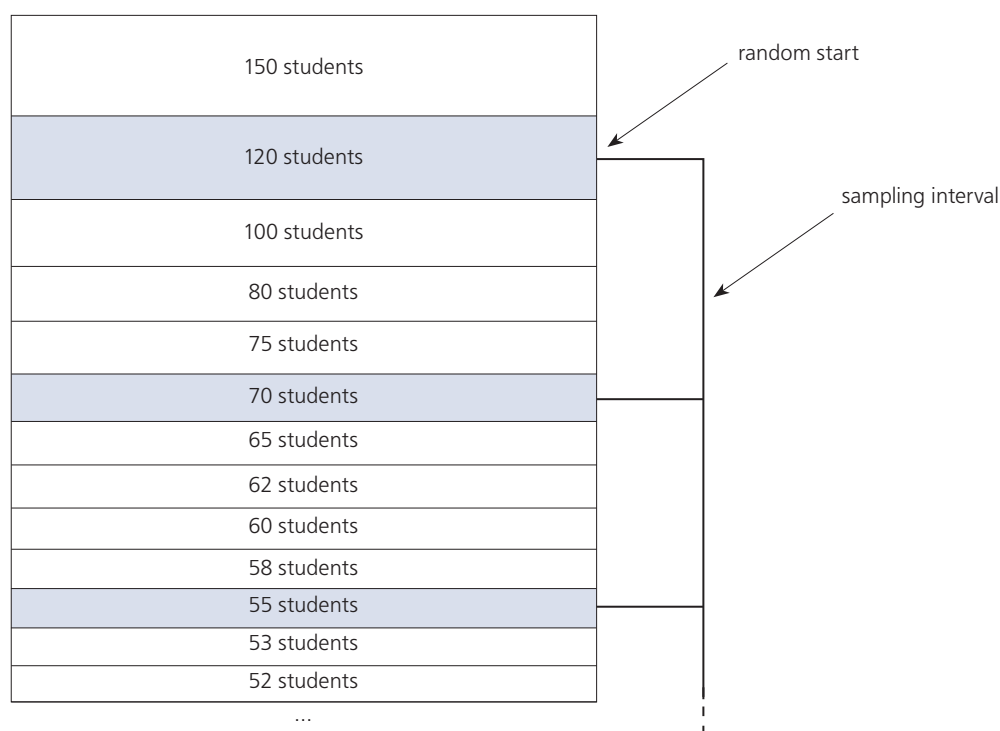 150 students
random start
120 students
sampling interval
100 students
80 students
75 students
70 students
65 students
62 students
60 students
58 students
55 students
53 students
52 students
...